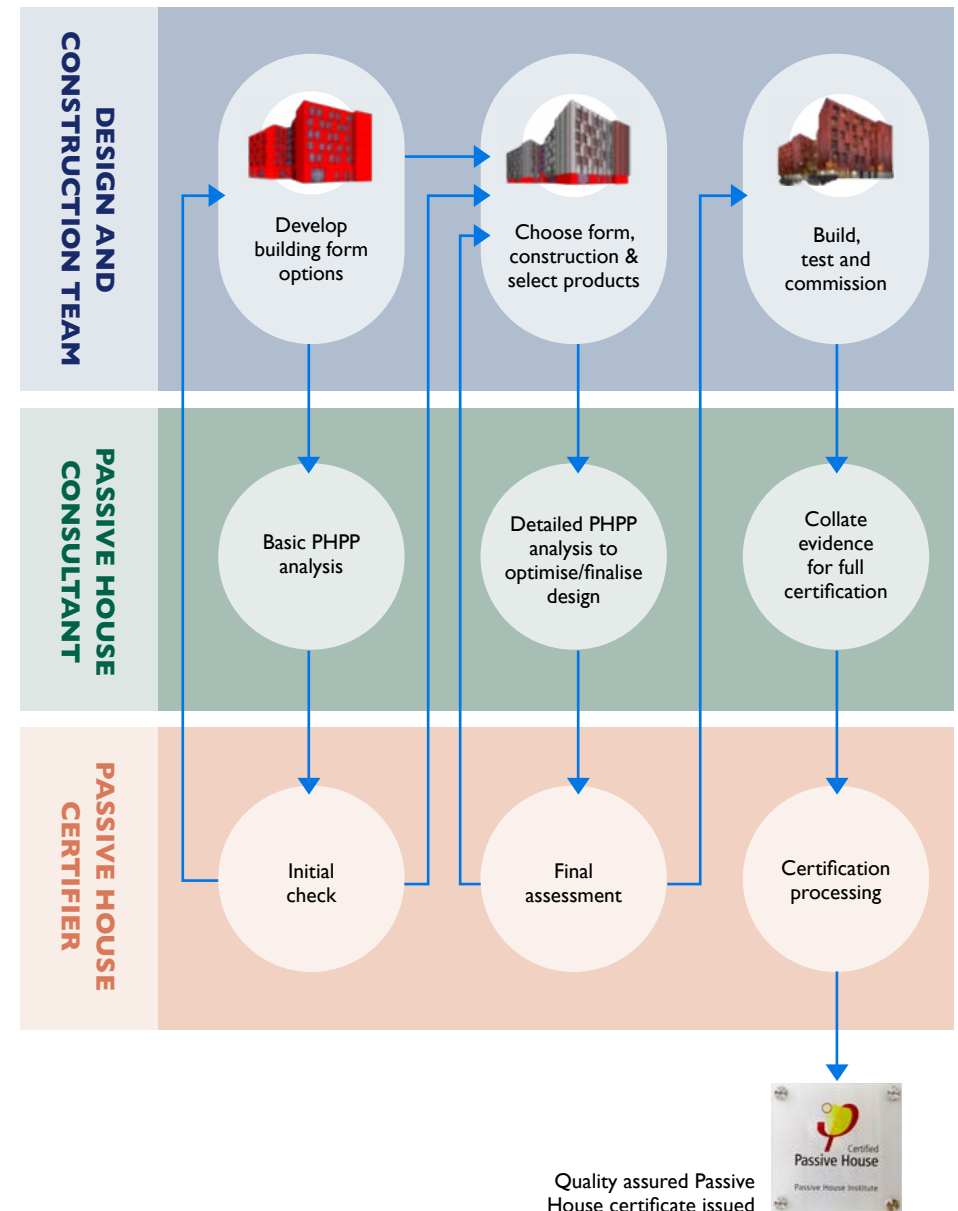 DESIGN AND
CONSTRUCTION TEAM
Develop
building form
options
Choose form,
construction &
select products
Build,
test and
commission
PASSIVE HOUSE
CONSULTANT
Basic PHPP
analysis
Detailed PHPP
analysis to
optimise/finalise
design
Collate
evidence
for full
certification
PASSIVE HOUSE
CERTIFIER
Initial
check
Final
assessment
Certification
processing
Quality assured Passive
House certificate issued
Certified
Passive House
Passive House Institute